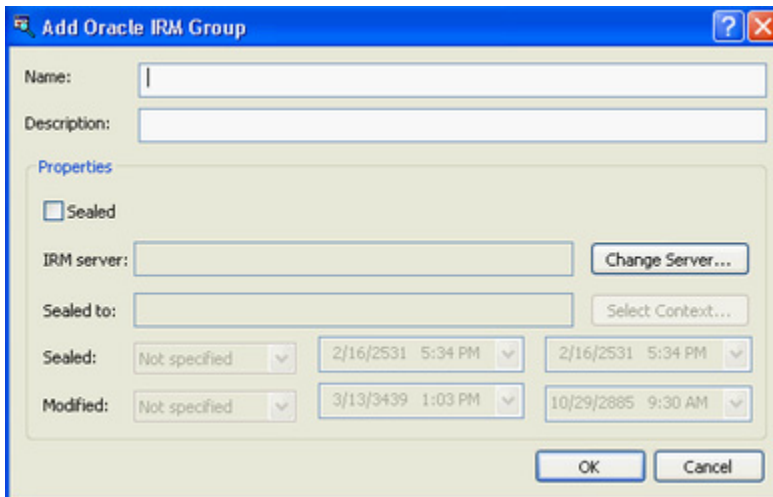 Add Oracle IRM Group
Name:
Description:
Properties
Sealed
IRM server: Change Server...
Sealed to: Select Context...
Sealed: Not specified 2/16/2531 5:34 PM 2/16/2531 5:34 PM
Modified: Not specified 3/13/3439 1:03 PM 10/29/2885 9:30 AM
OK Cancel